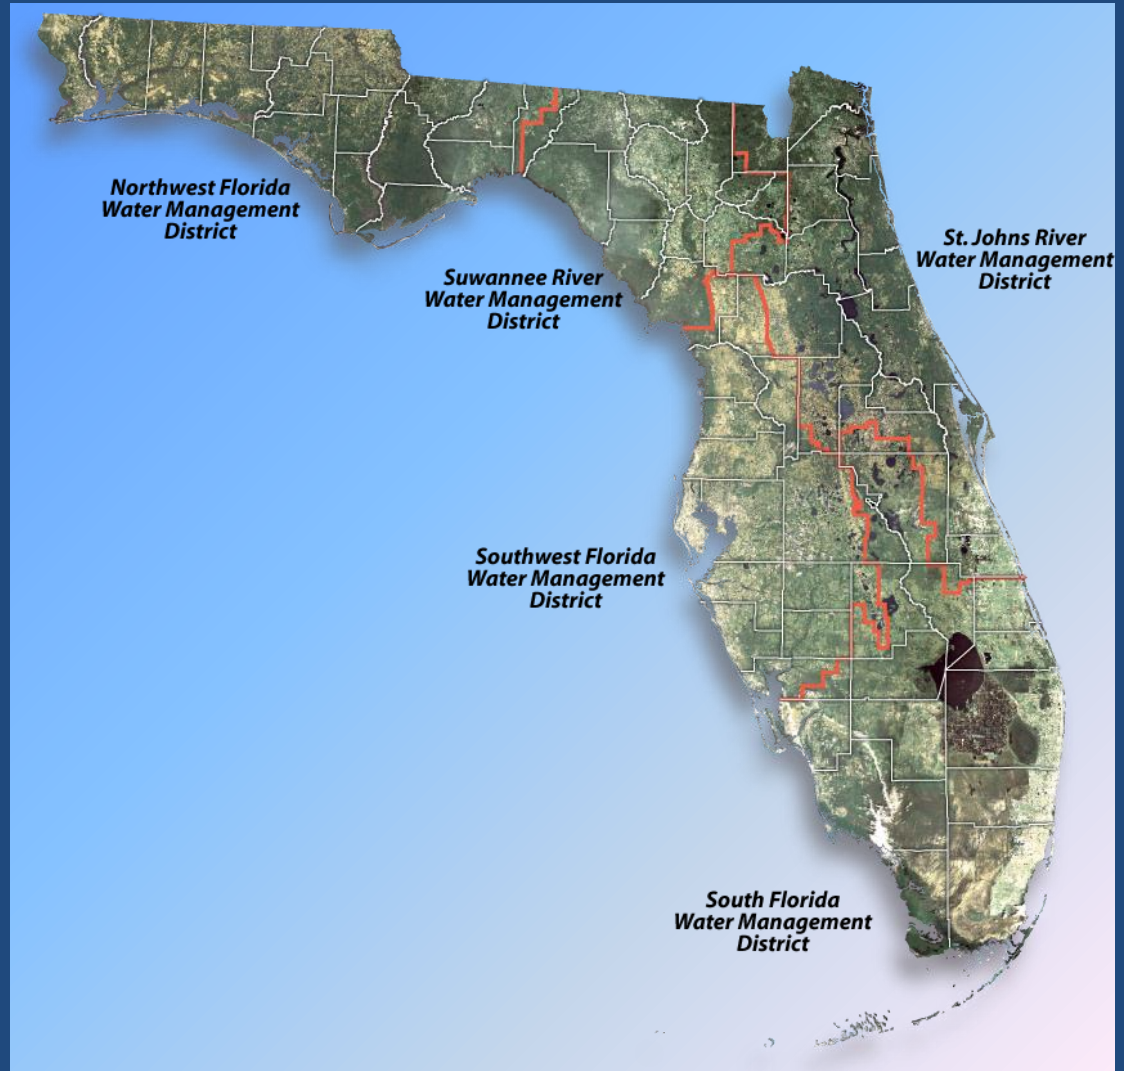 Northwest Florida
Water Management
District
Suwannee River
Water Management
District
St. Johns River
Water Management
District
Southwest Florida
Water Management
District
South Florida
Water Management
District